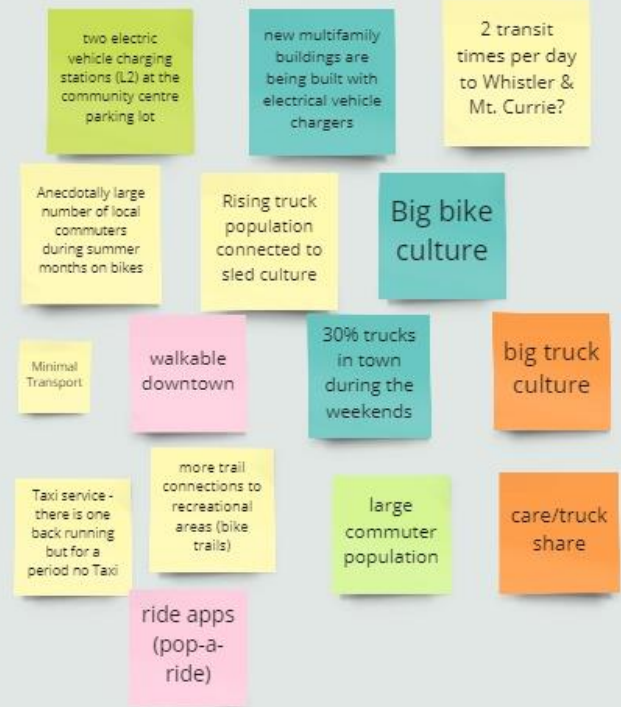 two electric
vehicle charging
stations (L2) at the
community centre
parking lot
new multifamily
buildings are
being built with
electrical vehicle
chargers
2 transit
times per day
to Whistler &
Mt. Currie?
Anecdotally large
number of local
commuters
during summer
months on bikes
Rising truck
population
connected to
sled culture
Big bike
culture
Minimal
Transport
walkable
downtown
30% trucks
in town
during the
weekends
big truck
culture
Taxi service -
there is one
back running
but for a
period no Taxi
more trail
connections to
recreational
areas (bike
trails)
large
commuter
population
care/truck
share
ride apps
(pop-a-
ride)